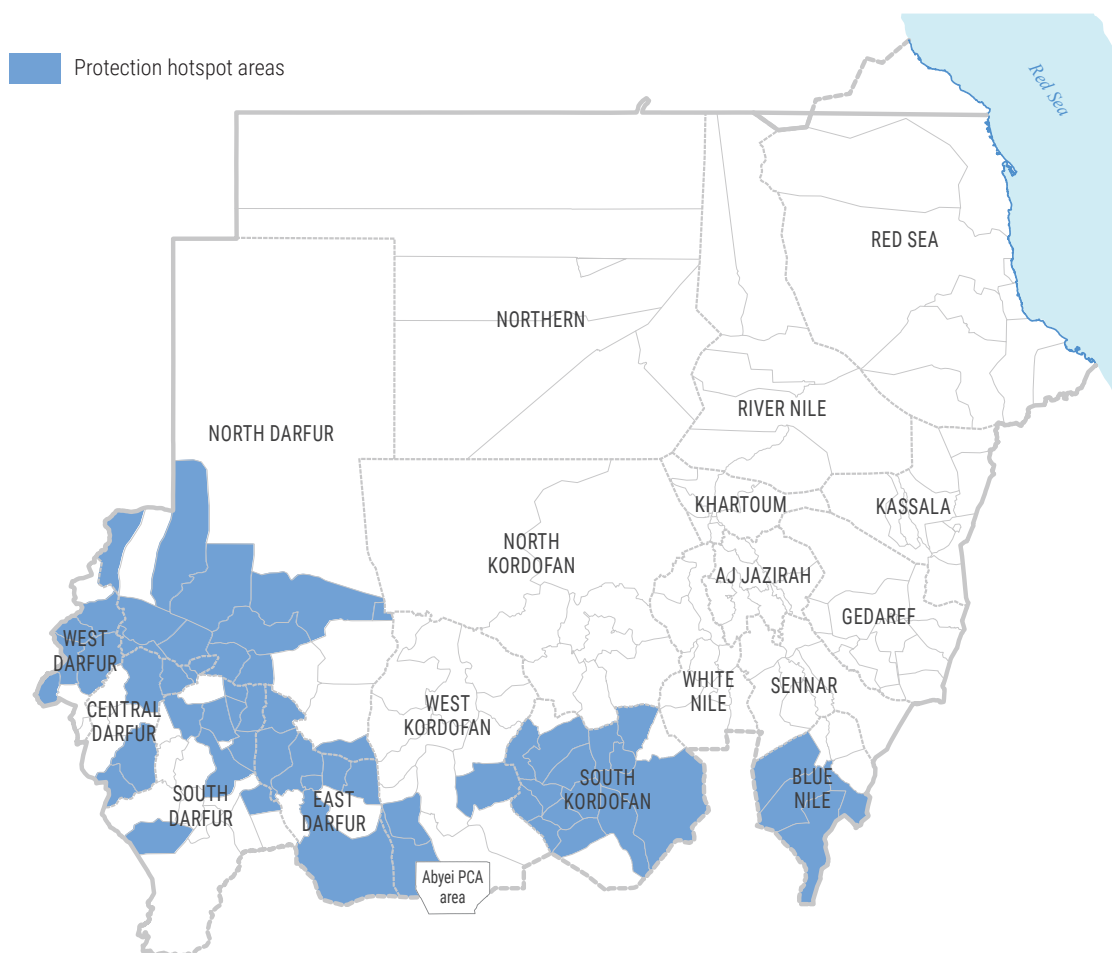 Protection hotspot areas
Red Sea
RED SEA
NORTHERN
RIVER NILE
NORTH DARFUR
KHARTOUM
KASSALA
NORTH
KORDOFAN
AJ JAZIRAH
GEDAREF
WEST
DARFUR
WHITE
NILE
SENNAR
CENTRAL
DARFUR
WEST
KORDOFAN
SOUTH
DARFUR
EAST
DARFUR
SOUTH
KORDOFAN
BLUE
NILE
Abyei PCA
area